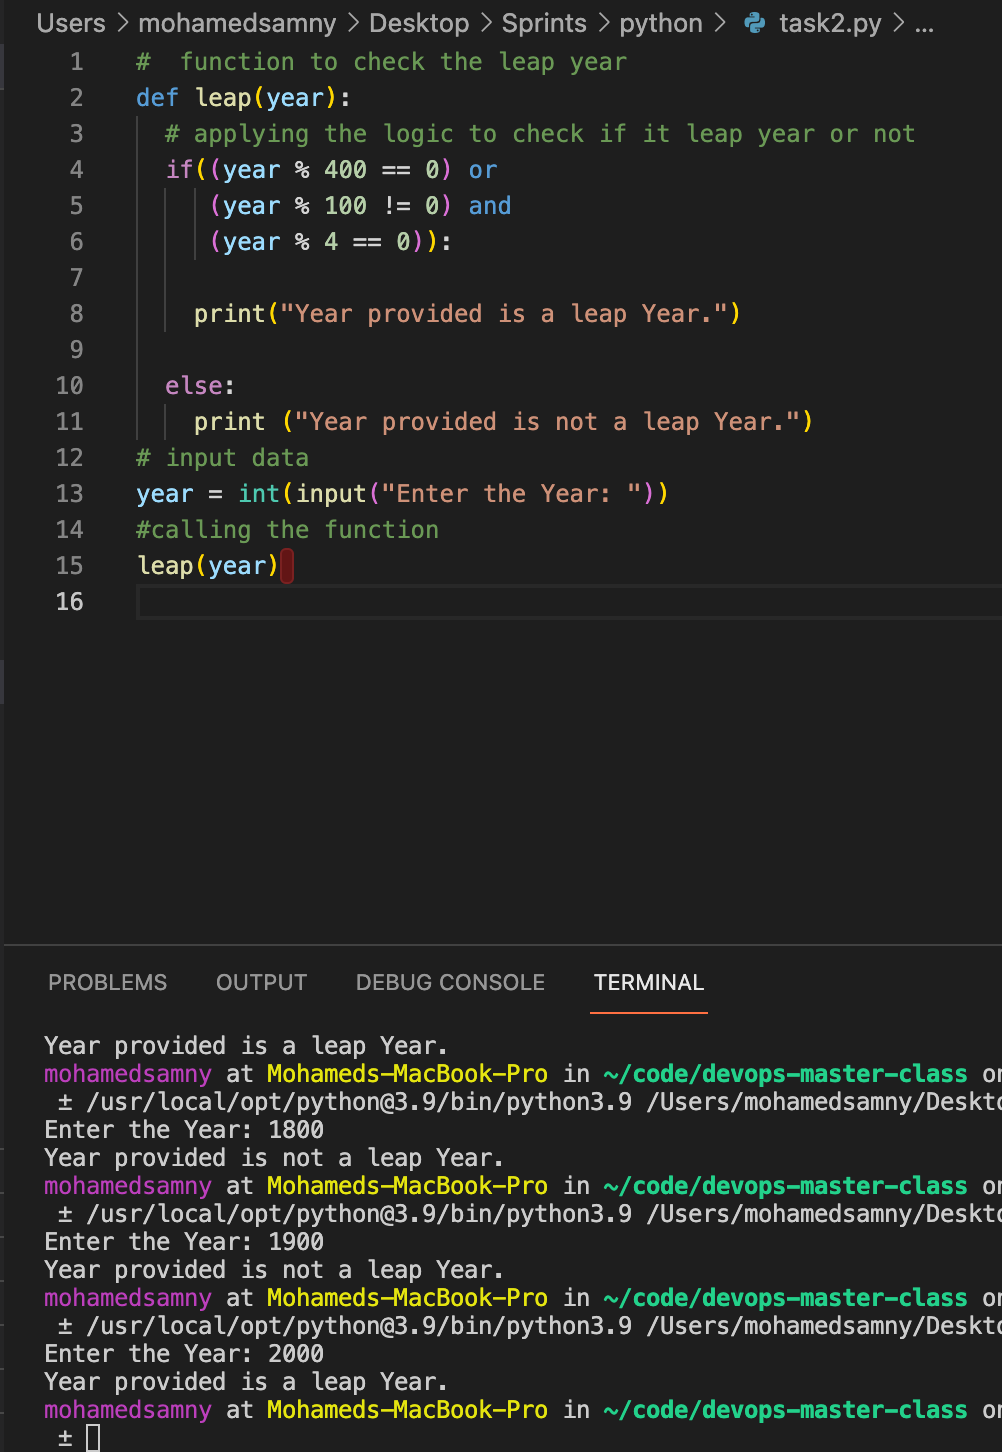 Users > mohamedsamny > Desktop > Sprints > python > task2.py > ...
1 #  function to check the leap year
2 def leap(year):
3   # applying the logic to check if it leap year or not
4   if((year % 400 == 0) or
5      (year % 100 != 0) and
6      (year % 4 == 0)):
7
8     print("Year provided is a leap Year.")
9
10   else:
11     print ("Year provided is not a leap Year.")
12 # input data
13 year = int(input("Enter the Year: "))
14 #calling the function
15 leap(year)
16
PROBLEMS OUTPUT DEBUG CONSOLE TERMINAL
Year provided is a leap Year.
mohamedsamny at Mohameds-MacBook-Pro in ~/code/devops-master-class on
± /usr/local/opt/python@3.9/bin/python3.9 /Users/mohamedsamny/Deskto
Enter the Year: 1800
Year provided is not a leap Year.
mohamedsamny at Mohameds-MacBook-Pro in ~/code/devops-master-class on
± /usr/local/opt/python@3.9/bin/python3.9 /Users/mohamedsamny/Deskto
Enter the Year: 1900
Year provided is not a leap Year.
mohamedsamny at Mohameds-MacBook-Pro in ~/code/devops-master-class on
± /usr/local/opt/python@3.9/bin/python3.9 /Users/mohamedsamny/Deskto
Enter the Year: 2000
Year provided is a leap Year.
mohamedsamny at Mohameds-MacBook-Pro in ~/code/devops-master-class on
±